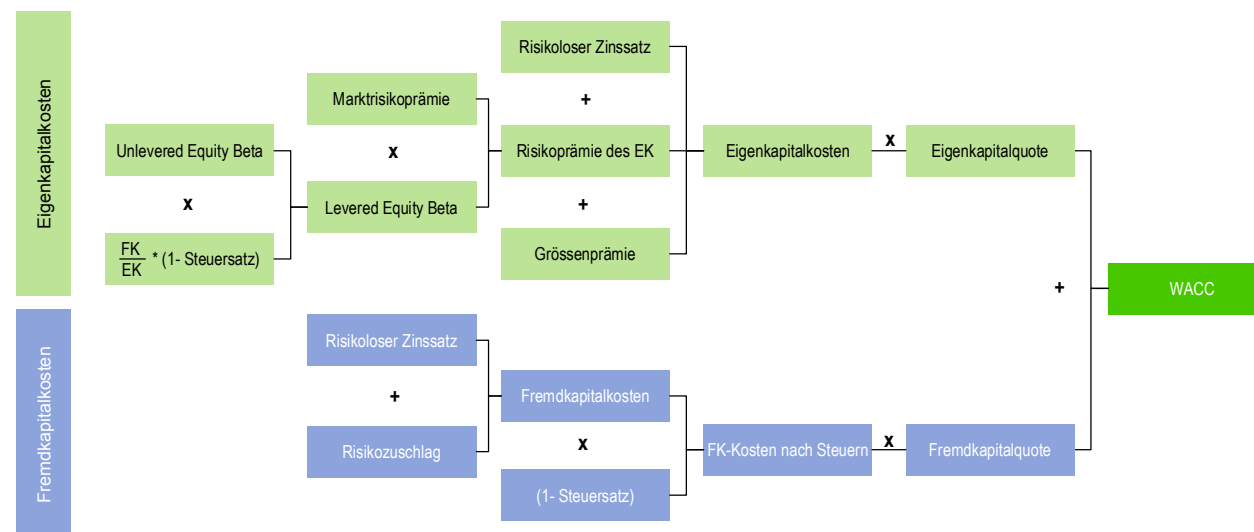 Eigenkapitalkosten
Risikoloser Zinssatz
+
Marktrisikoprämie
x
Unlevered Equity Beta
x
FK
EK
* (1- Steuersatz)
Levered Equity Beta
Risikoprämie des EK
+
Grössenprämie
Eigenkapitalkosten
x
Eigenkapitalquote
+
WACC
Fremdkapitalkosten
Risikoloser Zinssatz
+
Risikozuschlag
Fremdkapitalkosten
x
(1- Steuersatz)
FK-Kosten nach Steuern
x
Fremdkapitalquote